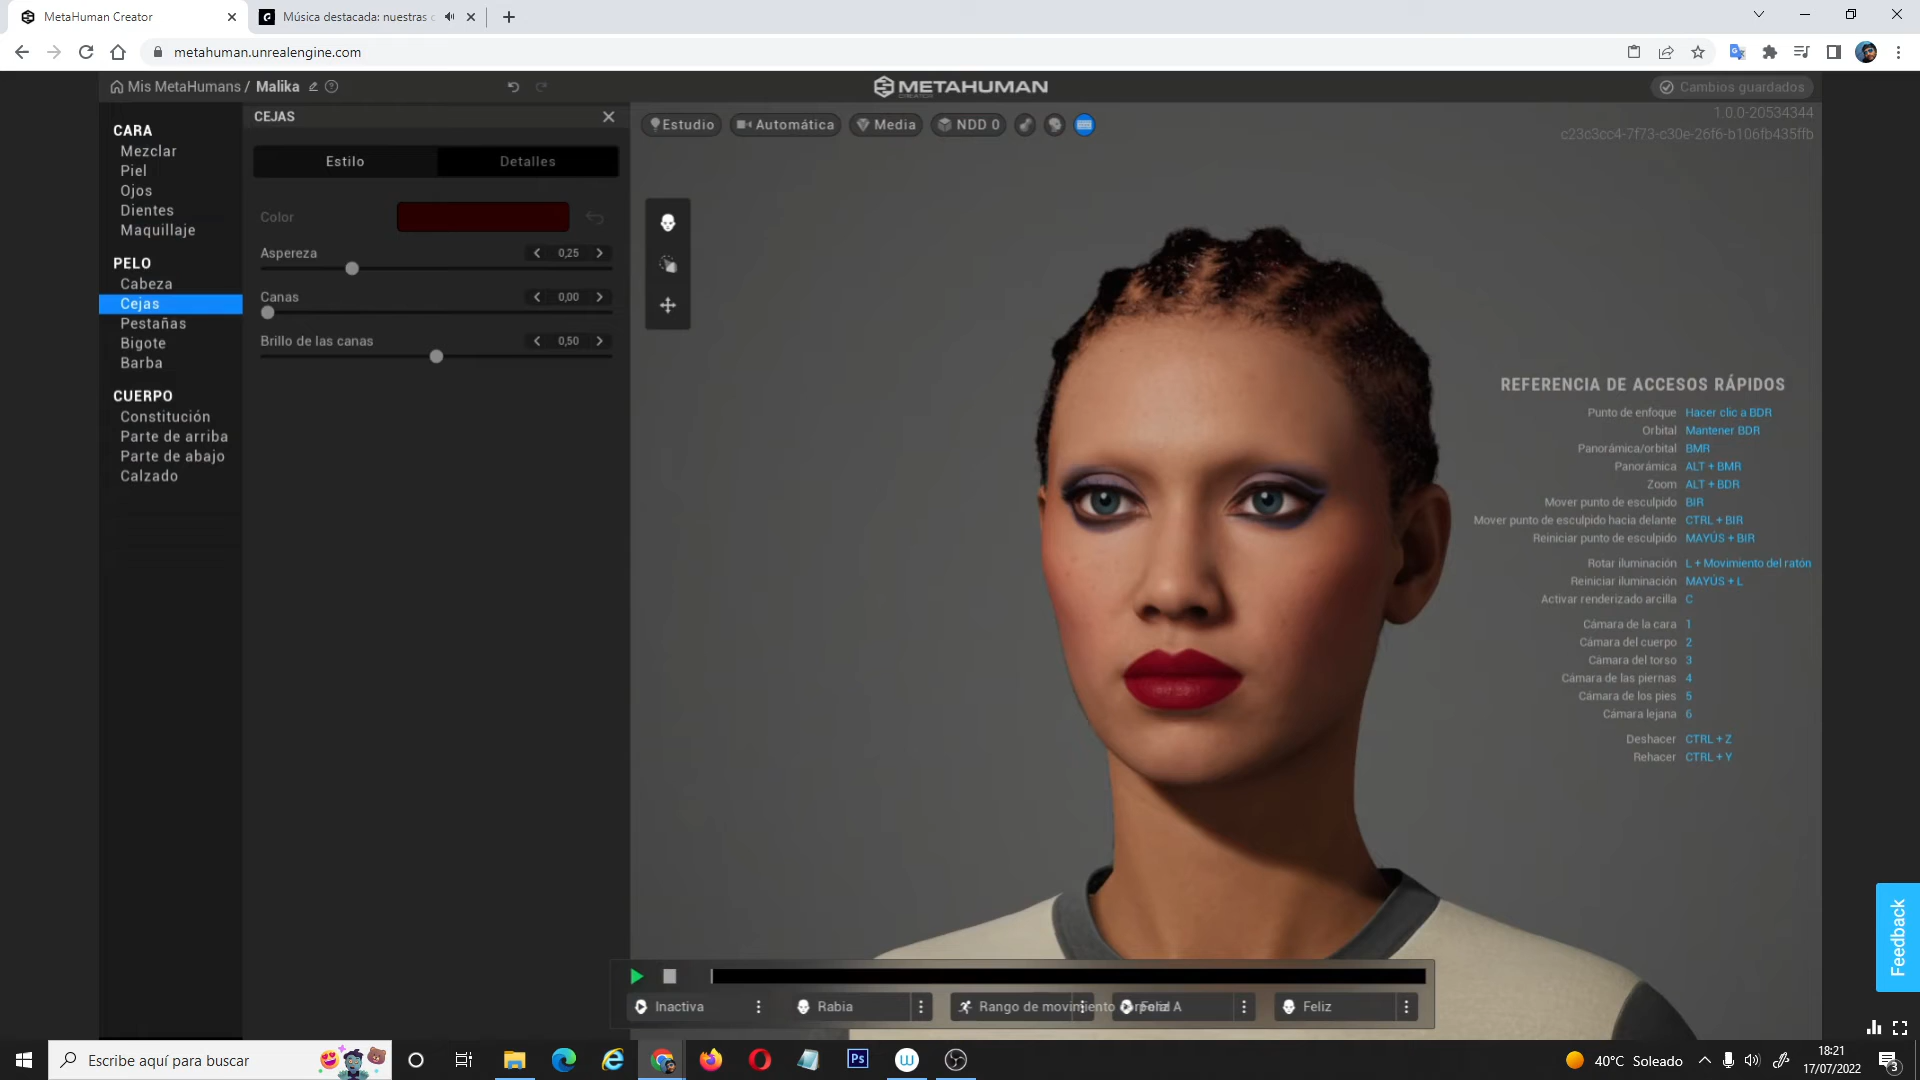 MetaHuman Creator
Música destacada: nuestras
metahuman.unrealengine.com
Mis MetaHumans / Malika
METAHUMAN
CREATOR
Cambios guardados
1.0.0-20534344
c23c3cc4-7f73-c30e-26f6-b106fb435ffb
CARA
Mezclar
Piel
Ojos
Dientes
Maquillaje
PELO
Cabeza
Cejas
Pestañas
Bigote
Barba
CUERPO
Constitución
Parte de arriba
Parte de abajo
Calzado
CEJAS
Estilo
Detalles
Color
Aspereza 0,25
Canas 0,00
Brillo de las canas 0,50
Estudio
Automática
Media
NDD 0
REFERENCIA DE ACCESOS RÁPIDOS
Punto de enfoque Hacer clic a BDR
Orbital Mantener BDR
Panorámica/orbital BMR
Panorámica ALT + BMR
Zoom ALT + BDR
Mover punto de esculpido BIR
Mover punto de esculpido hacia delante CTRL + BIR
Reiniciar punto de esculpido MAYÚS + BIR
Rotar iluminación L + Movimiento del ratón
Reiniciar iluminación MAYÚS + L
Activar renderizado arcilla C
Cámara de la cara 1
Cámara del cuerpo 2
Cámara del torso 3
Cámara de las piernas 4
Cámara de los pies 5
Cámara lejana 6
Deshacer CTRL + Z
Rehacer CTRL + Y
Feedback
Inactiva
Rabia
Rango de movimiento
Feliz A
Feliz
Escribe aquí para buscar
Ps
40°C Soleado
18:21
17/07/2022
3